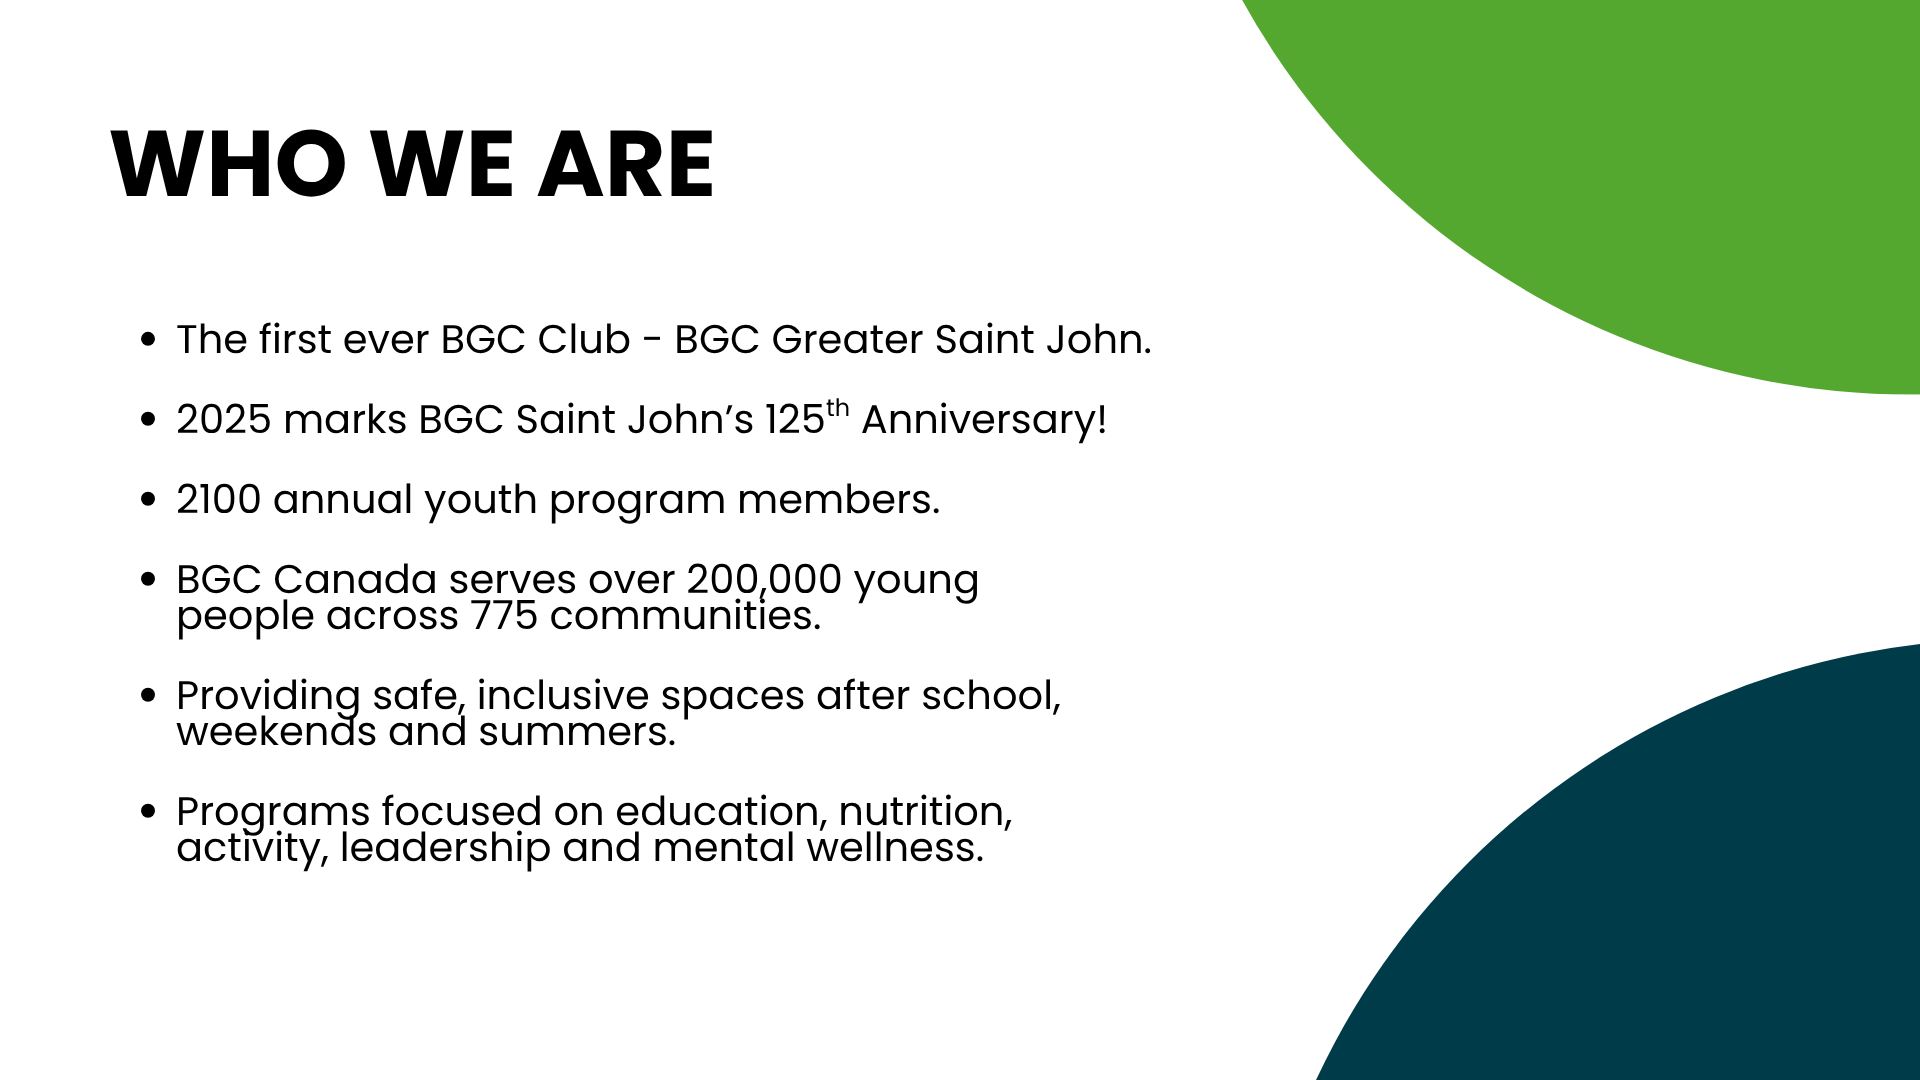 WHO WE ARE
• The first ever BGC Club - BGC Greater Saint John.
• 2025 marks BGC Saint John’s 125th Anniversary!
• 2100 annual youth program members.
• BGC Canada serves over 200,000 young
people across 775 communities.
• Providing safe, inclusive spaces after school,
weekends and summers.
• Programs focused on education, nutrition,
activity, leadership and mental wellness.